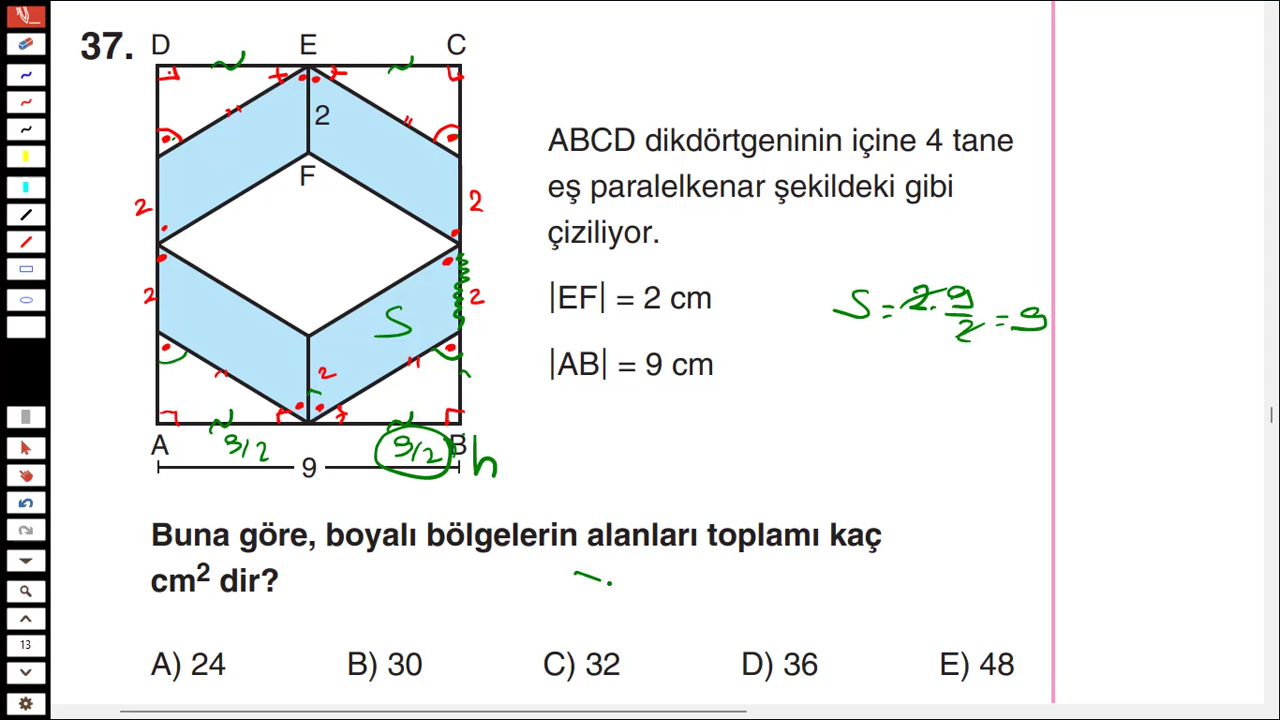 37.
D E C
2
F
2 2
2 2
S
2
A B h
9/2 9/2
9
ABCD dikdörtgeninin içine 4 tane
eş paralelkenar şekildeki gibi
çiziliyor.
|EF| = 2 cm
|AB| = 9 cm
S = 2. 9/2 = 9
Buna göre, boyalı bölgelerin alanları toplamı kaç
cm² dir?
A) 24 B) 30 C) 32 D) 36 E) 48
13